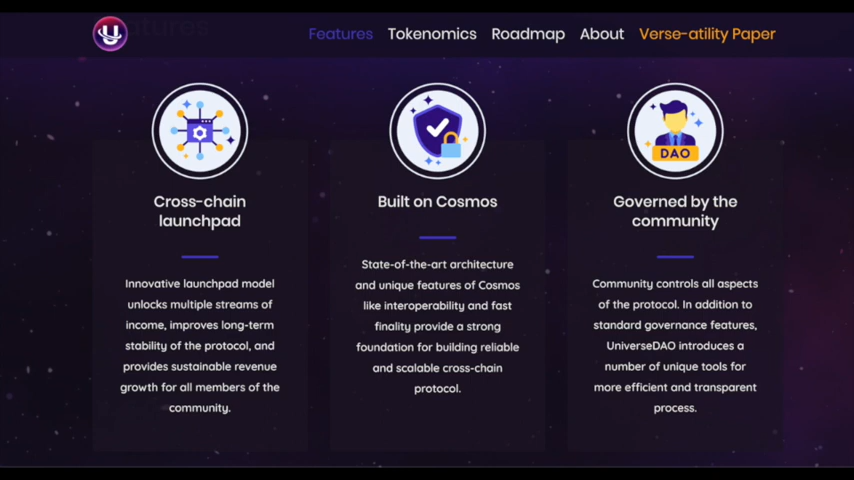 Features
Features Tokenomics Roadmap About Verse-atility Paper
DAO
Cross-chain
launchpad
Innovative launchpad model
unlocks multiple streams of
income, improves long-term
stability of the protocol, and
provides sustainable revenue
growth for all members of the
community.
Built on Cosmos
State-of-the-art architecture
and unique features of Cosmos
like interoperability and fast
finality provide a strong
foundation for building reliable
and scalable cross-chain
protocol.
Governed by the
community
Community controls all aspects
of the protocol. In addition to
standard governance features,
UniverseDAO introduces a
number of unique tools for
more efficient and transparent
process.